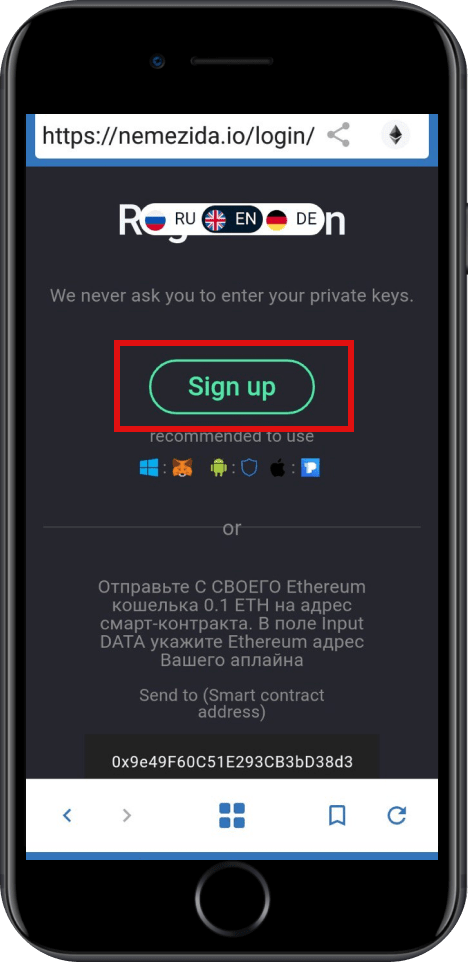 https://nemezida.io/login/
RU EN DE
We never ask you to enter your private keys.
Sign up
recommended to use
: : :
or
Отправьте С СВОЕГО Ethereum
кошелька 0.1 ETH на адрес
смарт-контракта. В поле Input
DATA укажите Ethereum адрес
Вашего аплайна
Send to (Smart contract
address)
0x9e49F60C51E293CB3bD38d3